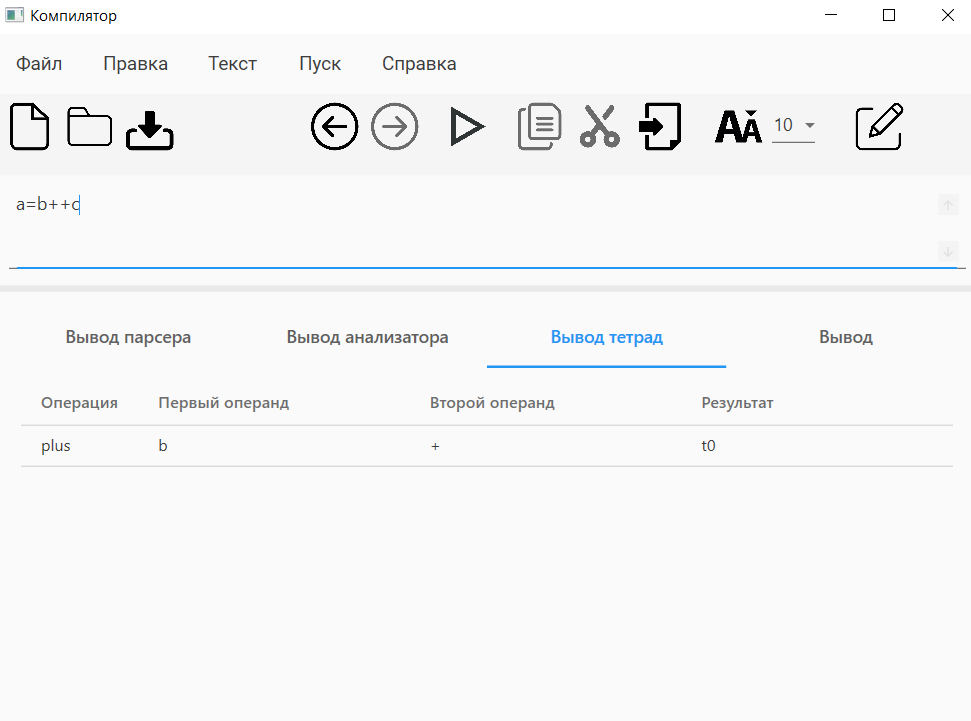 Компилятор
Файл Правка Текст Пуск Справка
AA 10
a=b++c
Вывод парсера Вывод анализатора Вывод тетрад Вывод
Операция Первый операнд Второй операнд Результат
plus b + t0